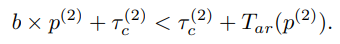 b × p^{(2)} + τ_c^{(2)} < τ_c^{(2)} + T_{ar}(p^{(2)}).